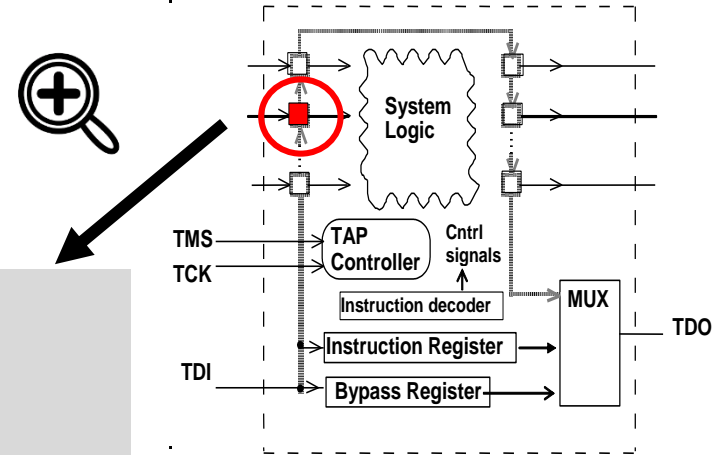 System
Logic
TMS
TCK
TAP
Controller
Cntrl
signals
Instruction decoder
MUX
TDO
Instruction Register
TDI
Bypass Register